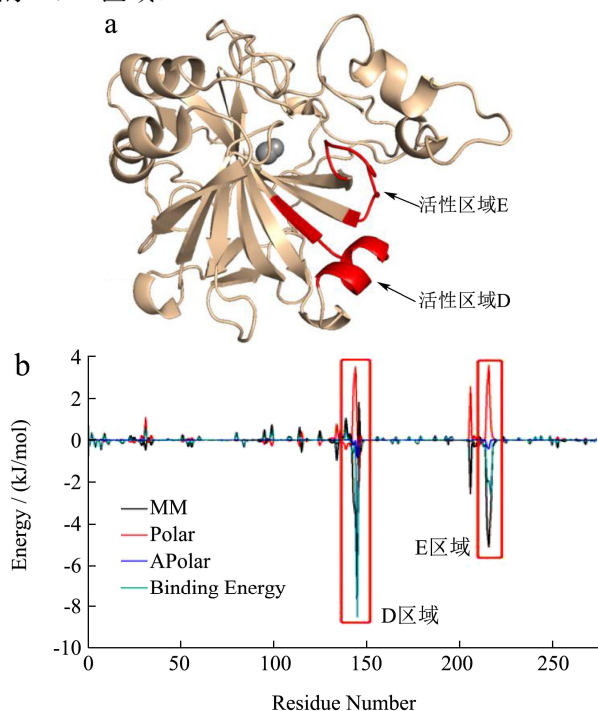 a
活性区域E
活性区域D
b
4
2
0
-2
-4
-6
-8
-10
Energy / (kJ/mol)
MM
Polar
APolar
Binding Energy
E区域
D区域
0
50
100
150
200
250
Residue Number